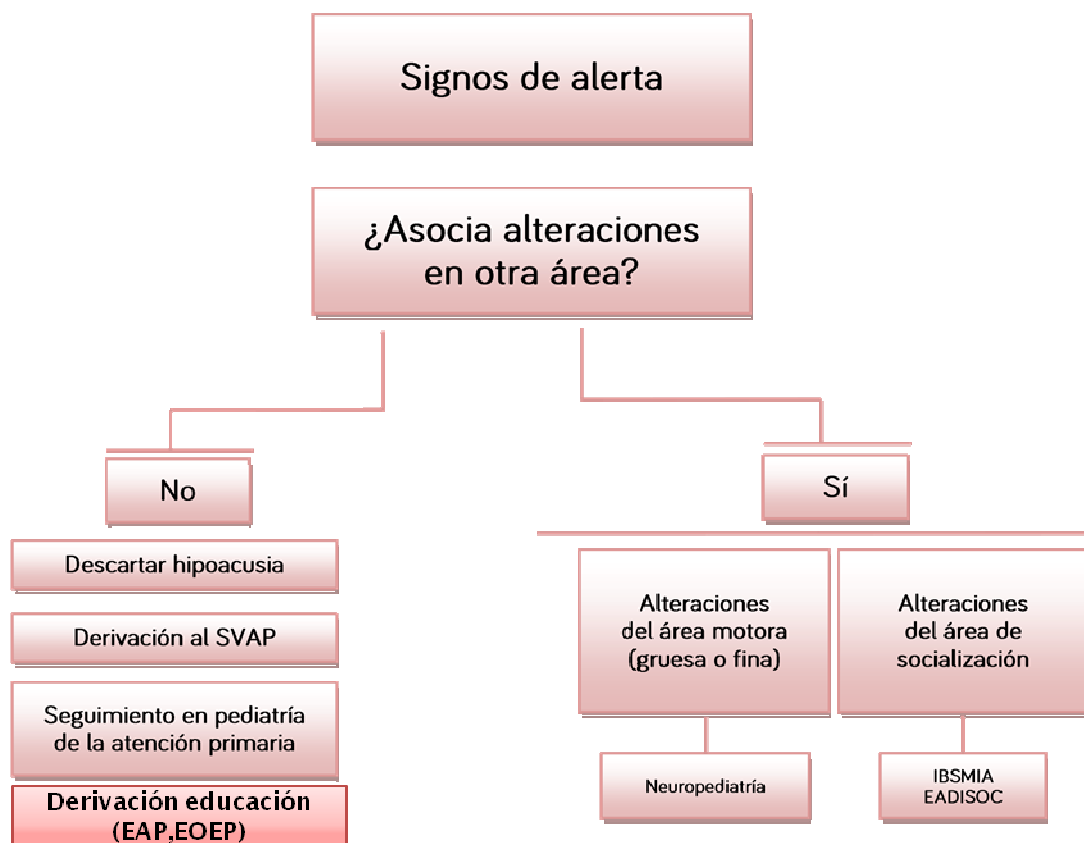 Signos de alerta
¿Asocia alteraciones
en otra área?
No
Descartar hipoacusia
Derivación al SVAP
Seguimiento en pediatría
de la atención primaria
Derivación educación
(EAP,EOEP)
Sí
Alteraciones
del área motora
(gruesa o fina)
Neuropediatría
Alteraciones
del área de
socialización
IBSMIA
EADISOC